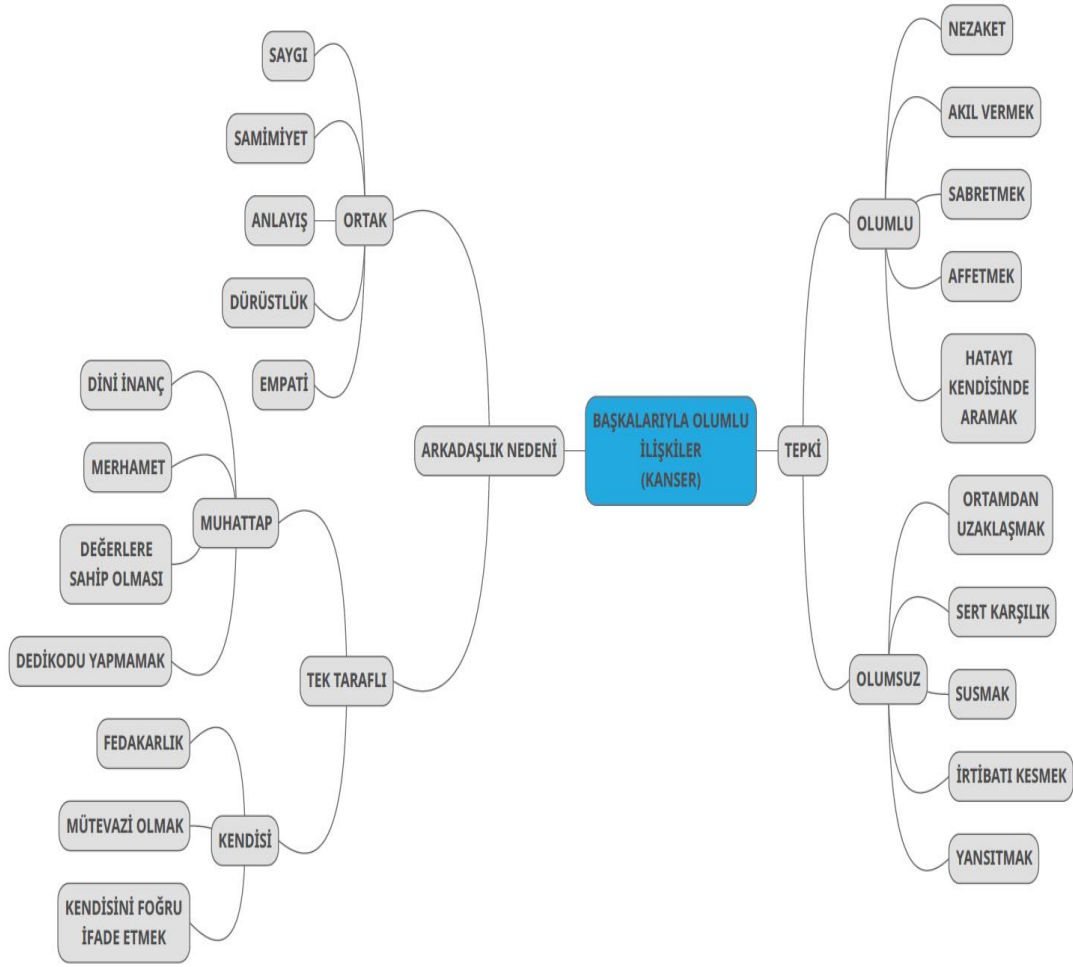 SAYGI
SAMİMİYET
ANLAYIŞ
DÜRÜSTLÜK
EMPATİ
ORTAK
DİNİ İNANÇ
MERHAMET
DEĞERLERE
SAHİP OLMASI
DEDİKODU YAPMAMAK
MUHATTAP
FEDAKARLIK
MÜTEVAZİ OLMAK
KENDİSİNİ FOĞRU
İFADE ETMEK
KENDİSİ
TEK TARAFLI
ARKADAŞLIK NEDENİ
BAŞKALARIYLA OLUMLU
İLİŞKİLER
(KANSER)
TEPKİ
OLUMLU
NEZAKET
AKIL VERMEK
SABRETMEK
AFFETMEK
HATAYI
KENDİSİNDE
ARAMAK
OLUMSUZ
ORTAMDAN
UZAKLAŞMAK
SERT KARŞILIK
SUSMAK
İRTİBATI KESMEK
YANSITMAK